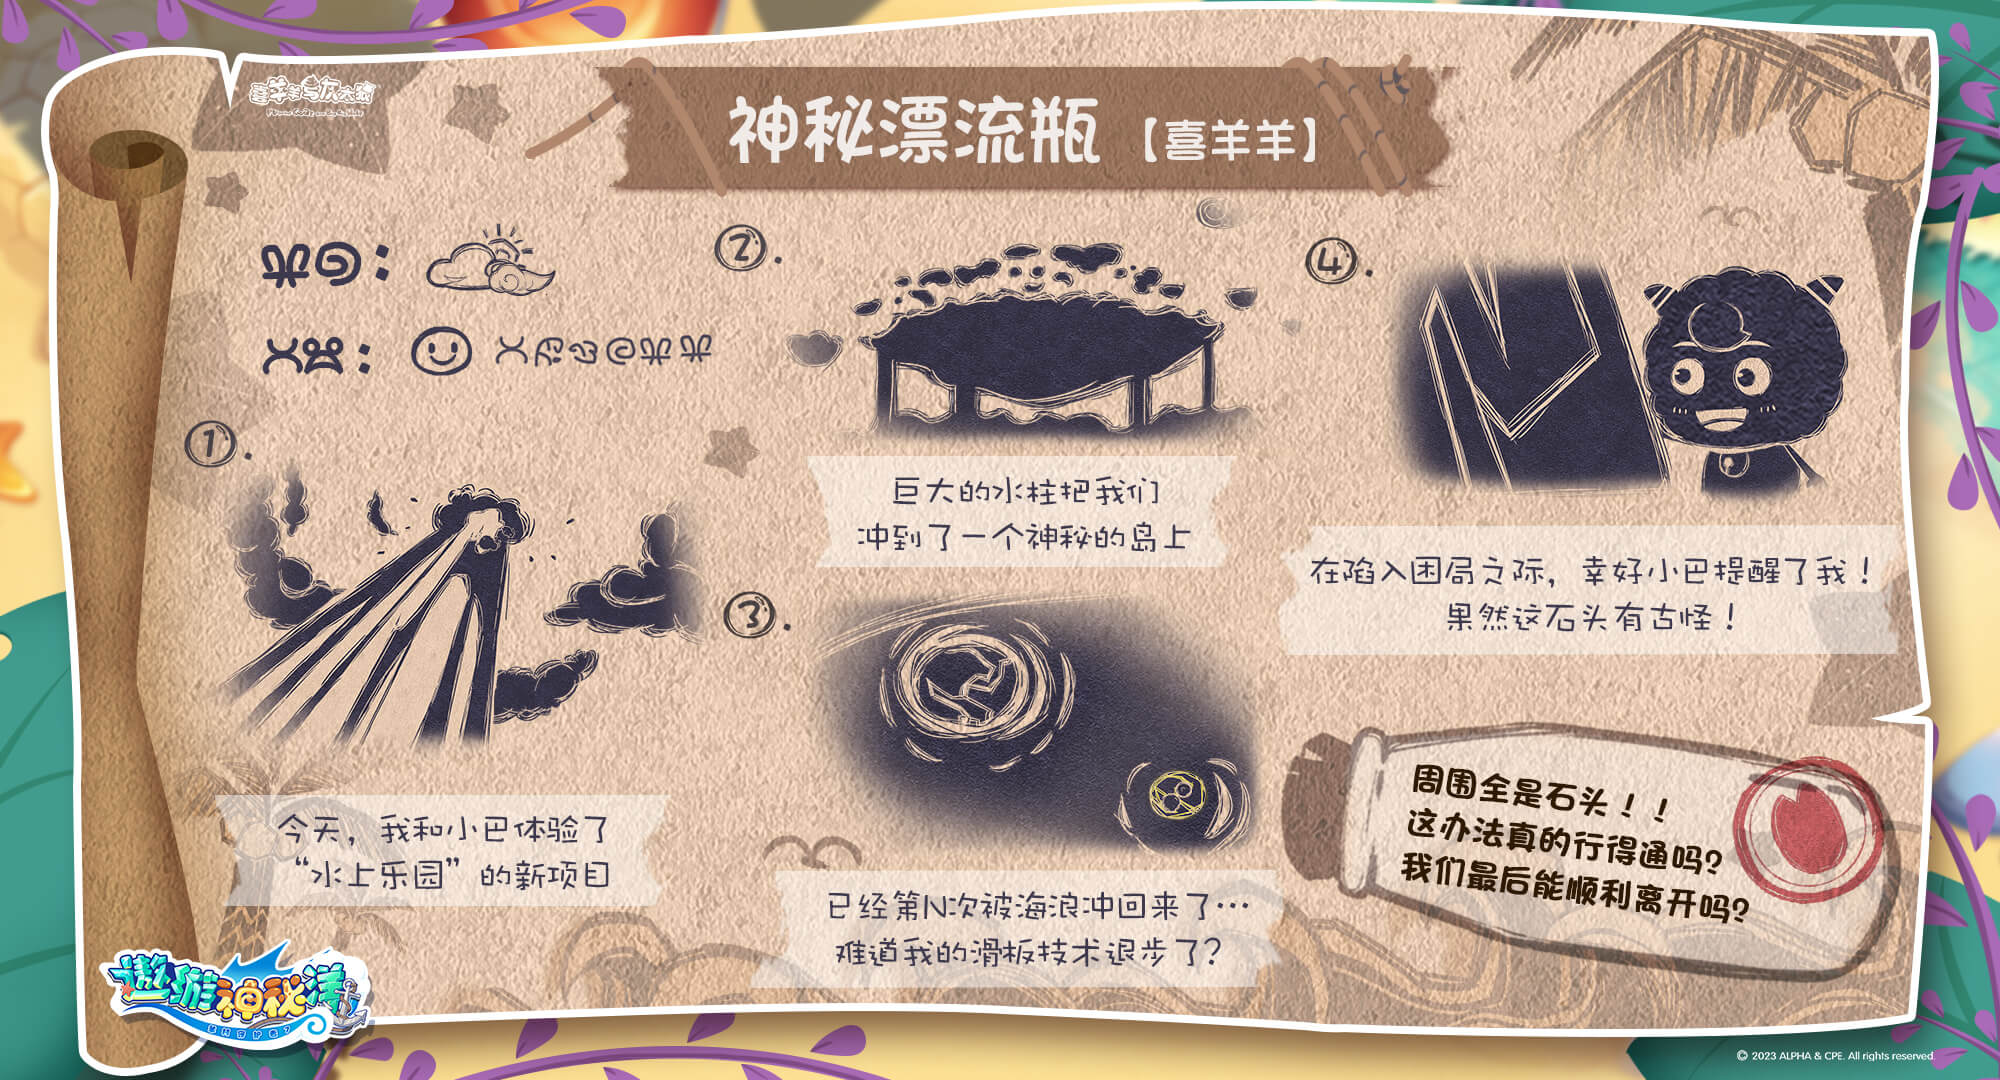 喜羊羊与灰太狼
神秘漂流瓶【喜羊羊】
①.
今天，我和小巴体验了
“水上乐园”的新项目
②.
巨大的水柱把我们
冲到了一个神秘的岛上
③.
已经第N次被海浪冲回来了…
难道我的滑板技术退步了？
④.
在陷入困局之际，幸好小巴提醒了我！
果然这石头有古怪！
周围全是石头！！
这办法真的行得通吗？
我们最后能顺利离开吗？
遨游神秘洋
© 2023 ALPHA & CPE. All rights reserved.